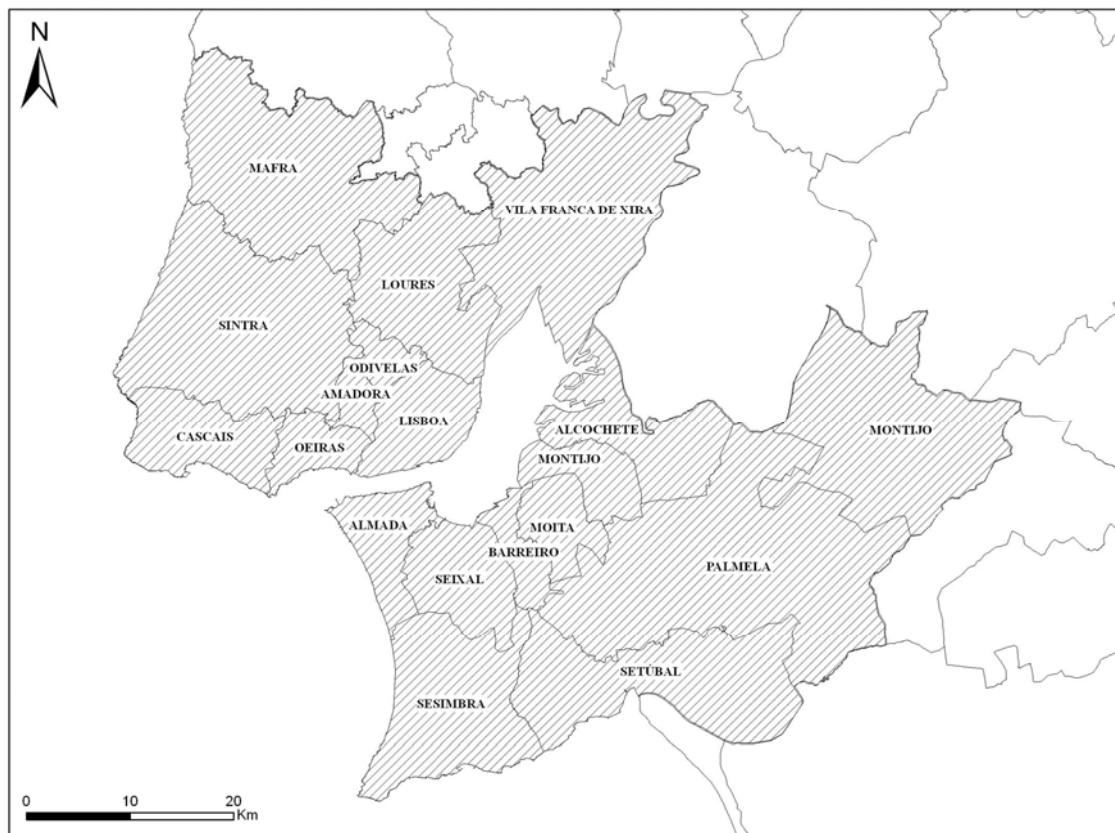 N
MAFRA
VILA FRANCA DE XIRA
LOURES
SINTRA
ODIVELAS
AMADORA
LISBOA
CASCAIS
OEIRAS
ALCOCHETE
MONTIJO
MONTIJO
ALMADA
MOITA
BARREIRO
SEIXAL
PALMELA
SETÚBAL
SESIMBRA
0 10 20
Km